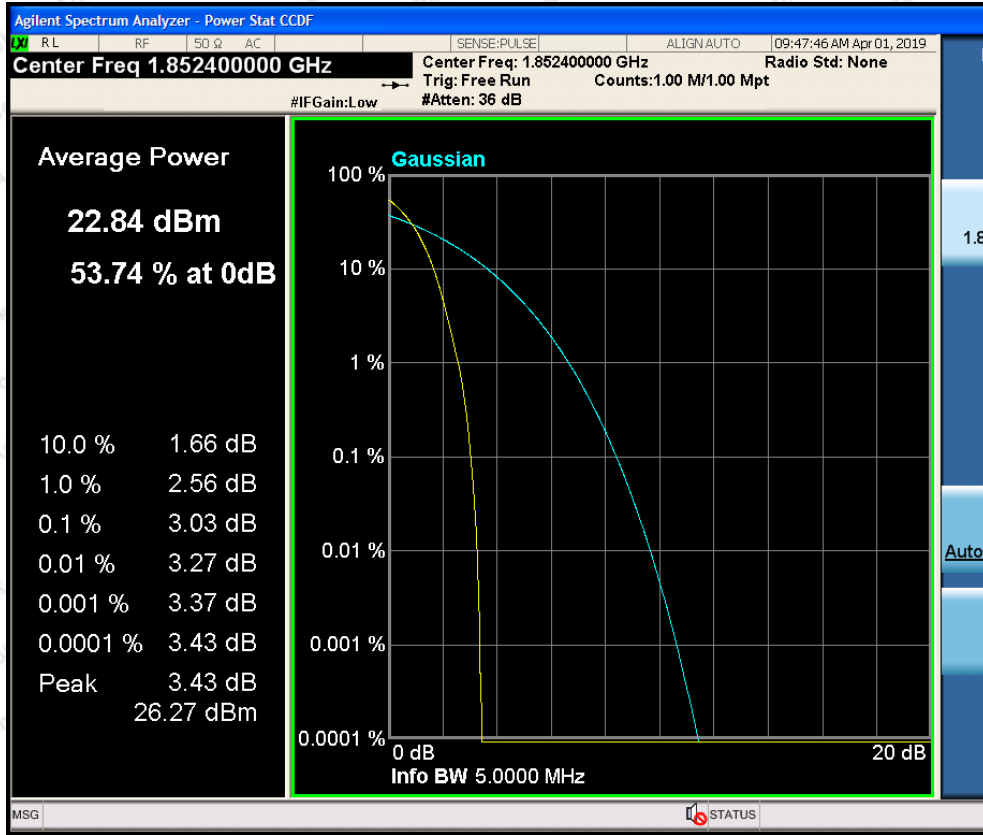 Agilent Spectrum Analyzer - Power Stat CCDF
LXI RL RF 50 Ω AC SENSE:PULSE ALIGN AUTO 09:47:46 AM Apr 01, 2019
Center Freq 1.852400000 GHz
Center Freq: 1.852400000 GHz Radio Std: None
Trig: Free Run Counts:1.00 M/1.00 Mpt
#IFGain:Low #Atten: 36 dB
Average Power
22.84 dBm
53.74 % at 0dB
10.0 % 1.66 dB
1.0 % 2.56 dB
0.1 % 3.03 dB
0.01 % 3.27 dB
0.001 % 3.37 dB
0.0001 % 3.43 dB
Peak 3.43 dB
26.27 dBm
Gaussian
100 %
10 %
1 %
0.1 %
0.01 %
0.001 %
0.0001 %
0 dB 20 dB
Info BW 5.0000 MHz
1.8
Auto
MSG STATUS